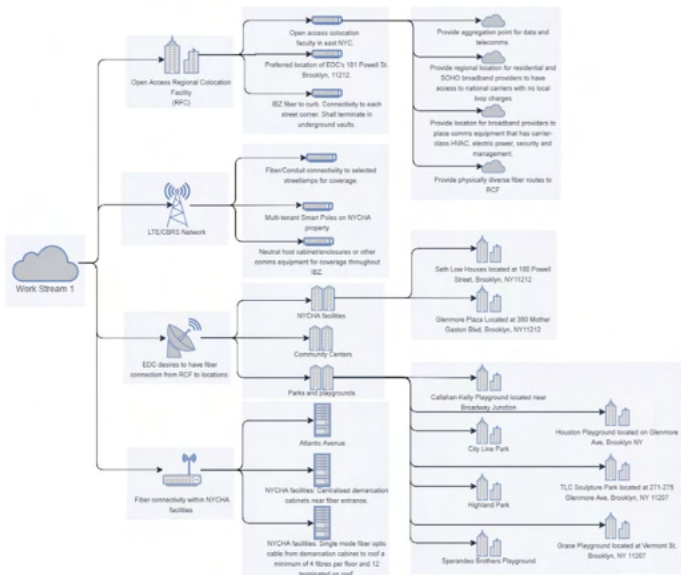 Work Stream 1
Open Access Regional Colocation
Facility
(RFC)
Open access colocation
faculty in east NYC.
Preferred location of EDC's 181 Powell St.
Brooklyn, 11212.
IBZ fiber to curb. Connectivity to each
street corner. Shall terminate in
underground vaults.
Provide aggregation point for data and
telecomms.
Provide regional location for residential and
SOHO broadband providers to have
access to national carriers with no local
loop charges.
Provide location for broadband providers to
place comms equipment that has carrier-
class HVAC, electric power, security and
management.
Provide physically diverse fiber routes to
RCF
LTE/CBRS Network
Fiber/Conduit connectivity to selected
streetlamps for coverage.
Multi-tenant Smart Poles on NYCHA
property
Neutral host cabinet/enclosures or other
comms equipment for coverage throughout
IBZ.
EDC desires to have fiber
connection from RCF to locations:
NYCHA facilities
Community Centers
Parks and playgrounds
Seth Low Houses located at 180 Powell
Street, Brooklyn, NY11212
Glenmore Plaza Located at 360 Mother
Gaston Blvd, Brooklyn, NY11212
Callahan-Kelly Playground located near
Broadway Junction
Houston Playground located on Glenmore
Ave, Brooklyn NY
City Line Park
TLC Sculpture Park located at 271-275
Glenmore Ave, Brooklyn, NY 11207
Highland Park
Grace Playground located at Vermont St,
Brooklyn, NY 11207
Sperandeo Brothers Playground
Fiber connectivity within NYCHA
facilities
Atlantic Avenue
NYCHA facilities. Centralised demarcation
cabinets near fiber entrance.
NYCHA facilities. Single mode fiber optic
cable from demarcation cabinet to roof a
minimum of 4 fibres per floor and 12
terminated on roof